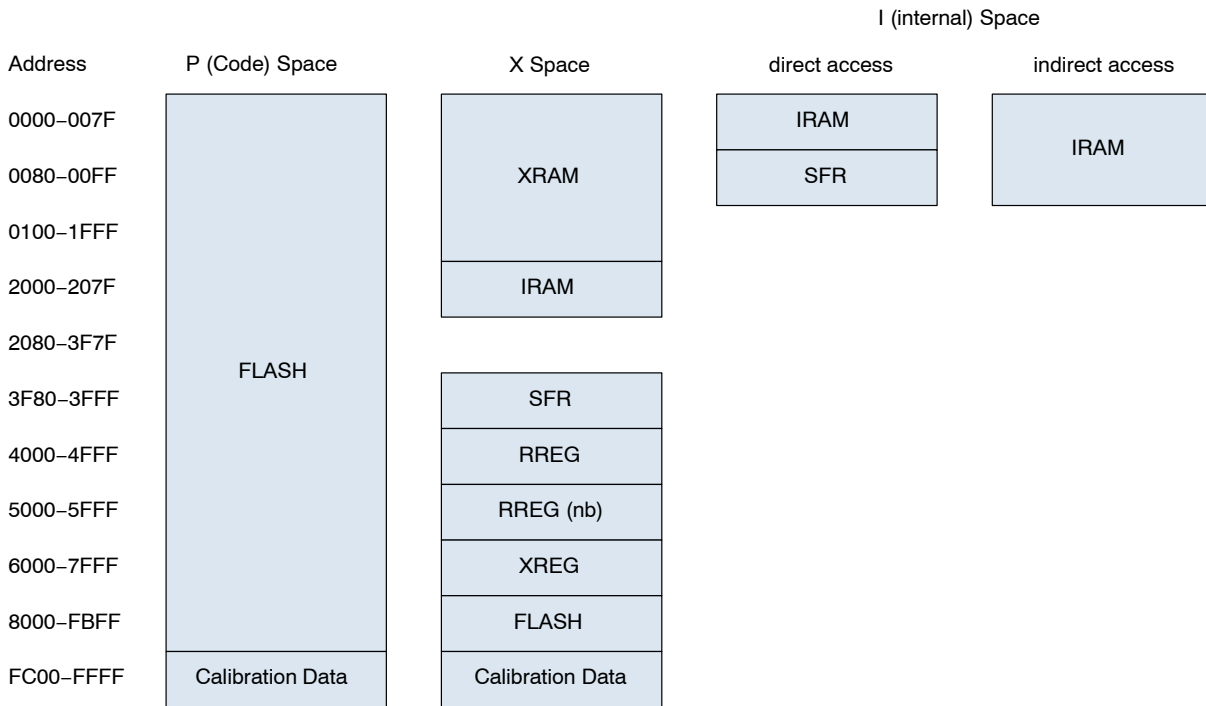 I (internal) Space
Address P (Code) Space X Space direct access indirect access
0000−007F IRAM
IRAM
0080−00FF XRAM SFR
0100−1FFF
2000−207F IRAM
2080−3F7F
FLASH
3F80−3FFF SFR
4000−4FFF RREG
5000−5FFF RREG (nb)
6000−7FFF XREG
8000−FBFF FLASH
FC00−FFFF Calibration Data Calibration Data